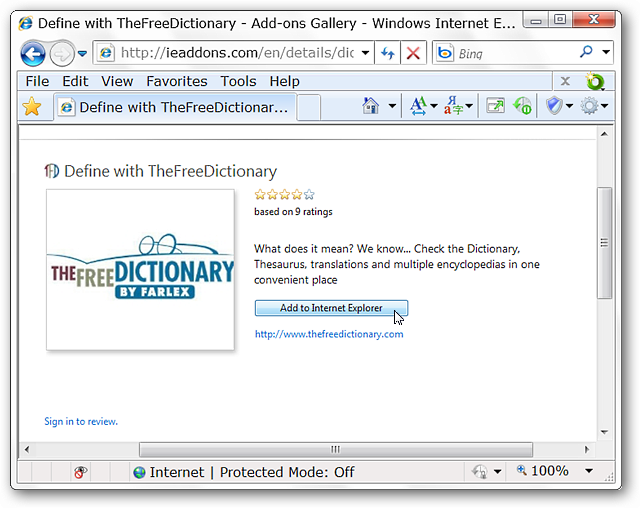 Define with TheFreeDictionary - Add-ons Gallery - Windows Internet E...
http://ieaddons.com/en/details/dic
Bing
File Edit View Favorites Tools Help
Define with TheFreeDictionar...
Define with TheFreeDictionary
based on 9 ratings
What does it mean? We know... Check the Dictionary,
Thesaurus, translations and multiple encyclopedias in one
convenient place
THEFREEDICTIONARY
BY FARLEX
Add to Internet Explorer
http://www.thefreedictionary.com
Sign in to review.
Internet | Protected Mode: Off
100%